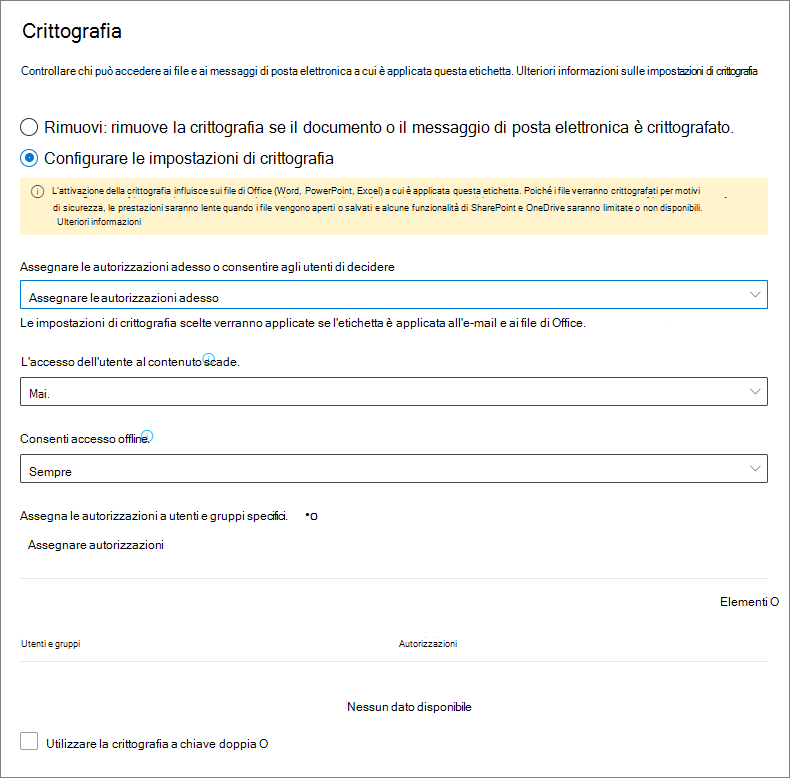 Crittografia
Controllare chi può accedere ai file e ai messaggi di posta elettronica a cui è applicata questa etichetta. Ulteriori informazioni sulle impostazioni di crittografia
Rimuovi: rimuove la crittografia se il documento o il messaggio di posta elettronica è crittografato.
Configurare le impostazioni di crittografia
L'attivazione della crittografia influisce sui file di Office (Word, PowerPoint, Excel) a cui è applicata questa etichetta. Poiché i file verranno crittografati per motivi
di sicurezza, le prestazioni saranno lente quando i file vengono aperti o salvati e alcune funzionalità di SharePoint e OneDrive saranno limitate o non disponibili.
Ulteriori informazioni
Assegnare le autorizzazioni adesso o consentire agli utenti di decidere
Assegnare le autorizzazioni adesso
Le impostazioni di crittografia scelte verranno applicate se l'etichetta è applicata all'e-mail e ai file di Office.
L'accesso dell'utente al contenuto scade.
Mai.
Consenti accesso offline.
Sempre
Assegna le autorizzazioni a utenti e gruppi specifici. *O
Assegnare autorizzazioni
Elementi O
Utenti e gruppi Autorizzazioni
Nessun dato disponibile
Utilizzare la crittografia a chiave doppia O